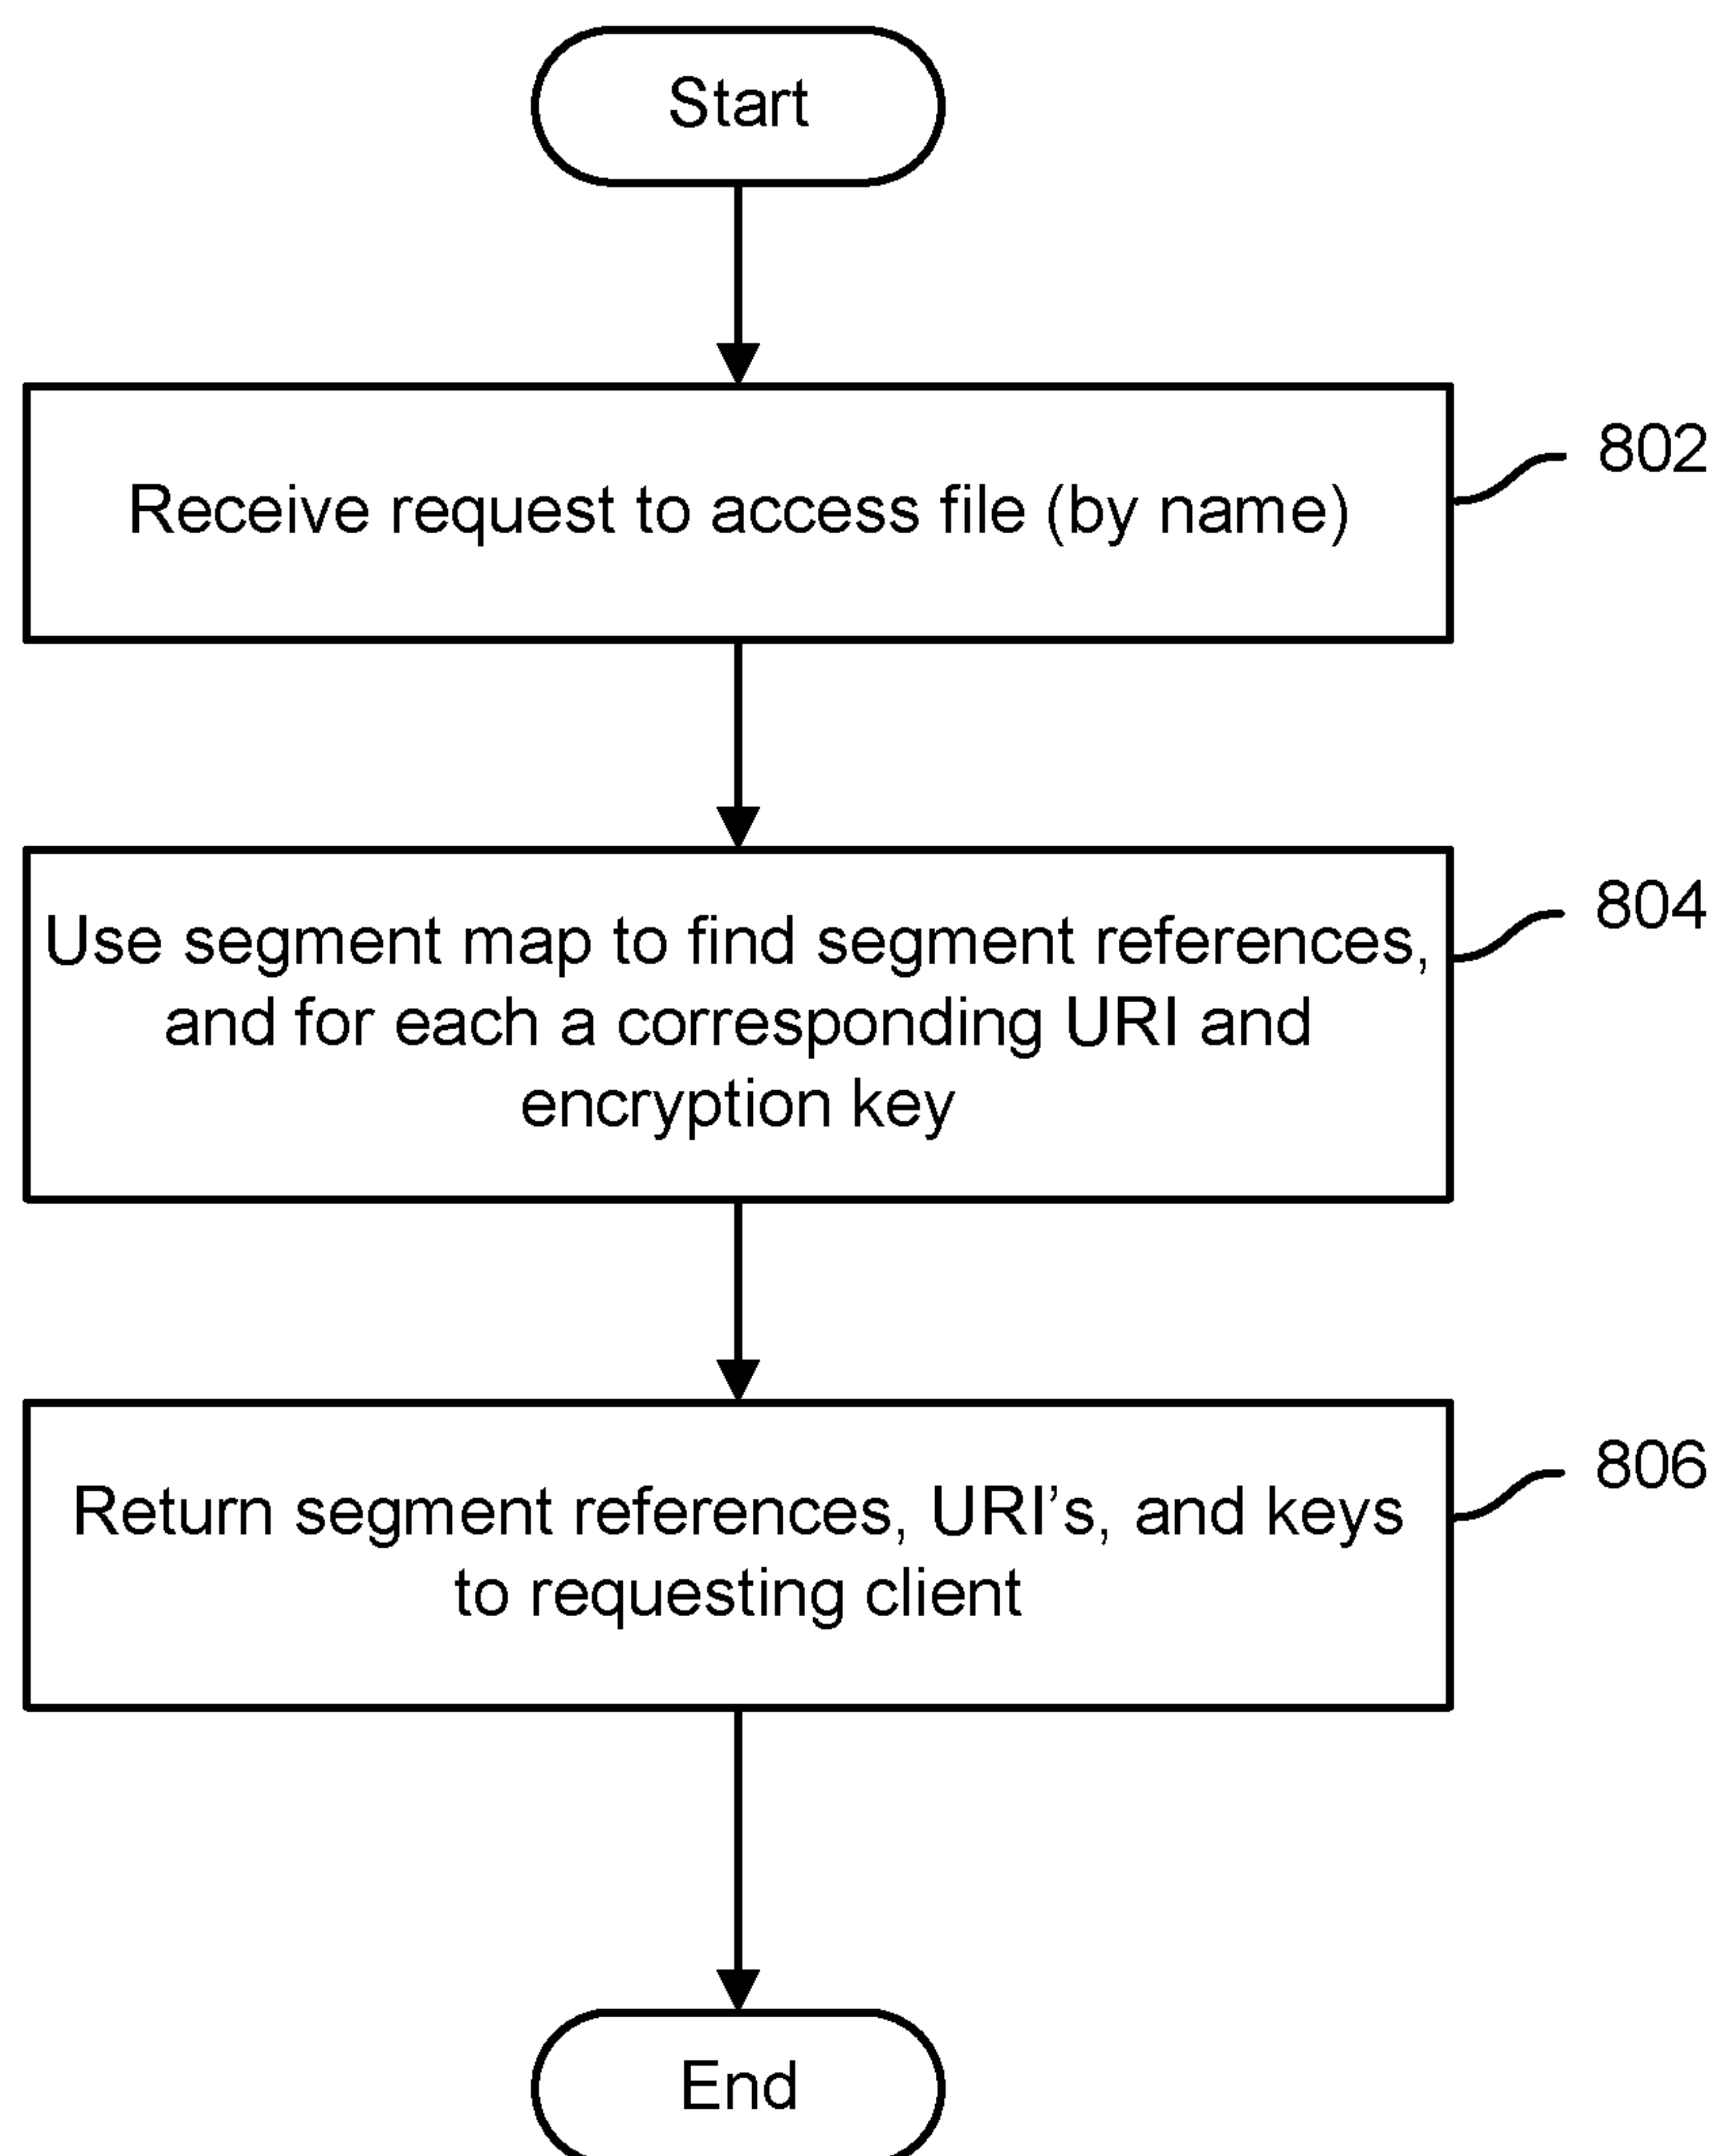 Start
Receive request to access file (by name)
802
Use segment map to find segment references,
and for each a corresponding URI and
encryption key
804
Return segment references, URI's, and keys
to requesting client
806
End